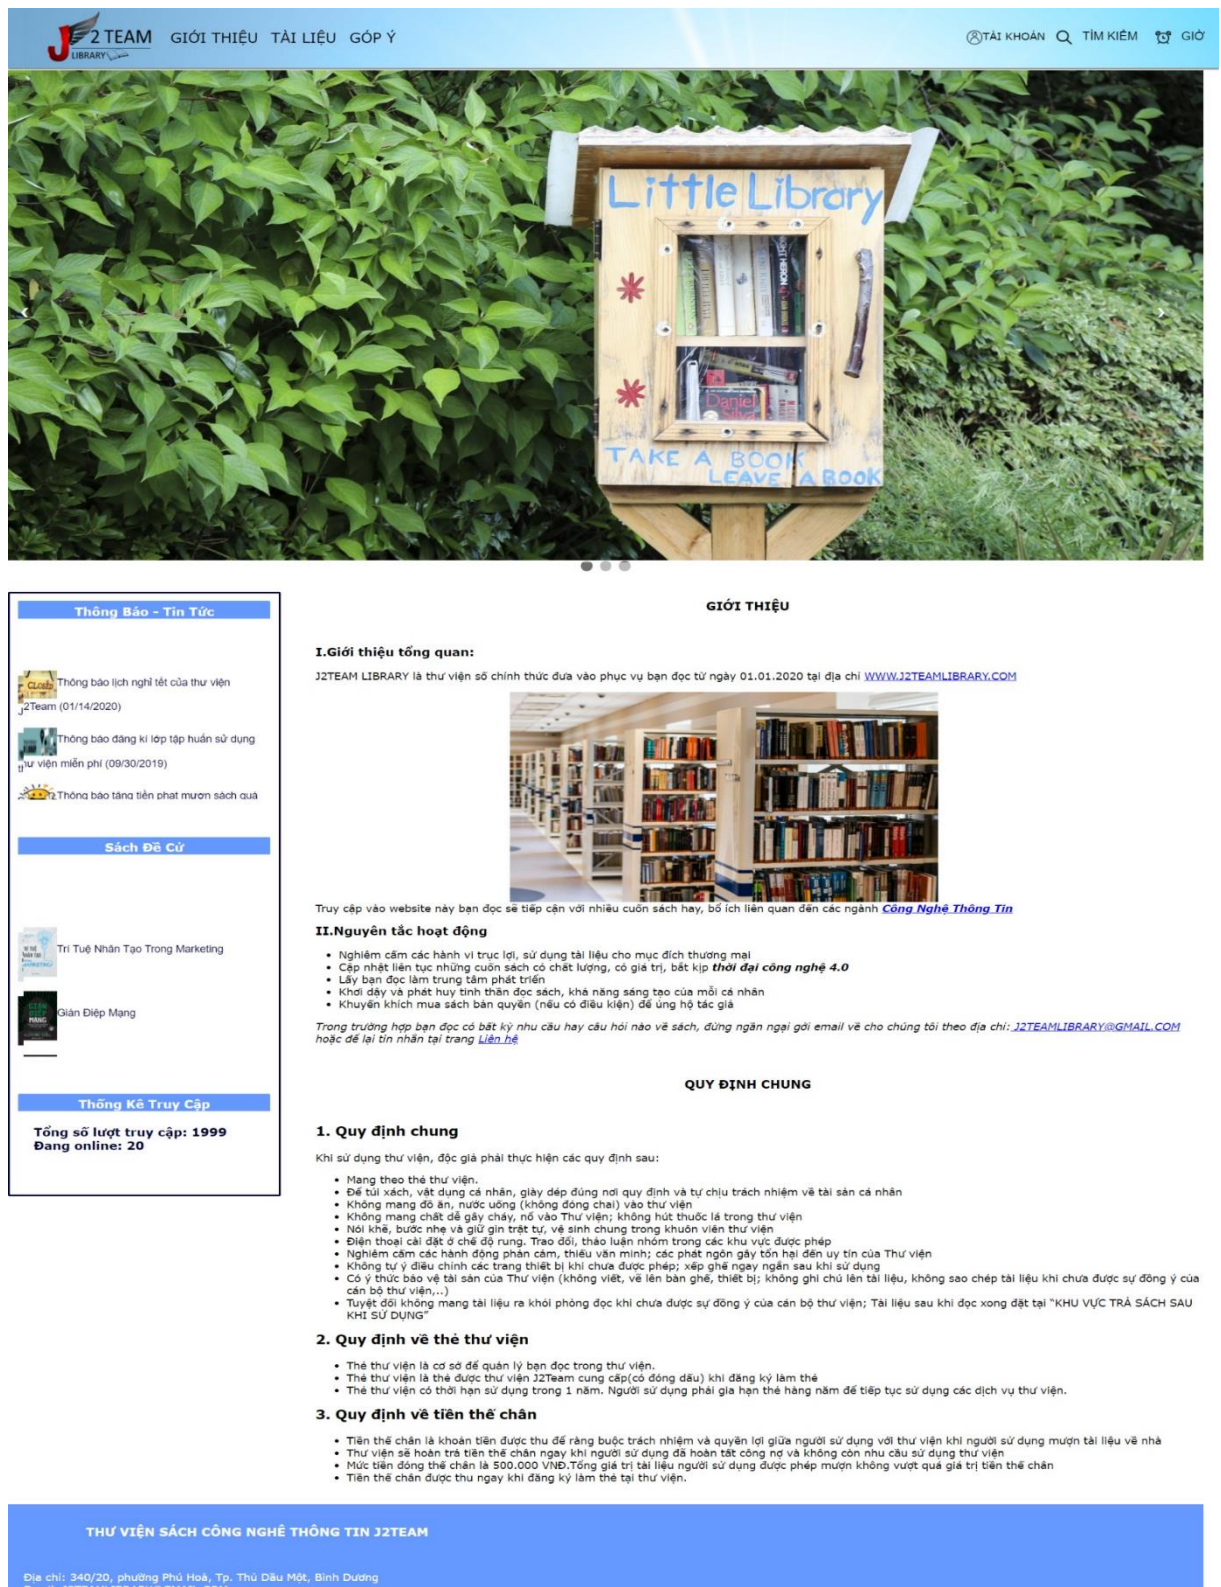 J2 TEAM
LIBRARY
GIỚI THIỆU TÀI LIỆU GÓP Ý
TÀI KHOẢN TÌM KIẾM GIỜ
Little Library
Daniel
Silva
TAKE A BOOK
LEAVE A BOOK
Thông Báo - Tin Tức
CLOSED
Thông báo lịch nghỉ tết của thư viện
J2Team (01/14/2020)
Thông báo đăng kí lớp tập huấn sử dụng
thư viện miễn phí (09/30/2019)
Thông báo tăng tiền phạt mượn sách quá
Sách Đề Cử
Trí Tuệ Nhân Tạo Trong Marketing
GIÁN
ĐIỆP
MẠNG
Gián Điệp Mạng
Thống Kê Truy Cập
Tổng số lượt truy cập: 1999
Đang online: 20
GIỚI THIỆU
I.Giới thiệu tổng quan:
J2TEAM LIBRARY là thư viện số chính thức đưa vào phục vụ bạn đọc từ ngày 01.01.2020 tại địa chỉ WWW.J2TEAMLIBRARY.COM
Truy cập vào website này bạn đọc sẽ tiếp cận với nhiều cuốn sách hay, bổ ích liên quan đến các ngành Công Nghệ Thông Tin
II.Nguyên tắc hoạt động
• Nghiêm cấm các hành vi trục lợi, sử dụng tài liệu cho mục đích thương mại
• Cập nhật liên tục những cuốn sách có chất lượng, có giá trị, bắt kịp thời đại công nghệ 4.0
• Lấy bạn đọc làm trung tâm phát triển
• Khơi dậy và phát huy tinh thần đọc sách, khả năng sáng tạo của mỗi cá nhân
• Khuyến khích mua sách bản quyền (nếu có điều kiện) để ủng hộ tác giả
Trong trường hợp bạn đọc có bất kỳ nhu cầu hay câu hỏi nào về sách, đừng ngần ngại gởi email về cho chúng tôi theo địa chỉ: J2TEAMLIBRARY@GMAIL.COM
hoặc để lại tin nhắn tại trang Liên hệ
QUY ĐỊNH CHUNG
1. Quy định chung
Khi sử dụng thư viện, độc giả phải thực hiện các quy định sau:
• Mang theo thẻ thư viện.
• Để túi xách, vật dụng cá nhân, giày dép đúng nơi quy định và tự chịu trách nhiệm về tài sản cá nhân
• Không mang đồ ăn, nước uống (không đóng chai) vào thư viện
• Không mang chất dễ gây cháy, nổ vào Thư viện; không hút thuốc lá trong thư viện
• Nói khẽ, bước nhẹ và giữ gìn trật tự, vệ sinh chung trong khuôn viên thư viện
• Điện thoại cài đặt ở chế độ rung. Trao đổi, thảo luận nhóm trong các khu vực được phép
• Nghiêm cấm các hành động phản cảm, thiếu văn minh; các phát ngôn gây tổn hại đến uy tín của Thư viện
• Không tự ý điều chỉnh các trang thiết bị khi chưa được phép; xếp ghế ngay ngắn sau khi sử dụng
• Có ý thức bảo vệ tài sản của Thư viện (không viết, vẽ lên bàn ghế, thiết bị; không ghi chú lên tài liệu, không sao chép tài liệu khi chưa được sự đồng ý của
cán bộ thư viện,..)
• Tuyệt đối không mang tài liệu ra khỏi phòng đọc khi chưa được sự đồng ý của cán bộ thư viện; Tài liệu sau khi đọc xong đặt tại “KHU VỰC TRẢ SÁCH SAU
KHI SỬ DỤNG”
2. Quy định về thẻ thư viện
• Thẻ thư viện là cơ sở để quản lý bạn đọc trong thư viện.
• Thẻ thư viện là thẻ được thư viện J2Team cung cấp(có đóng dấu) khi đăng ký làm thẻ
• Thẻ thư viện có thời hạn sử dụng trong 1 năm. Người sử dụng phải gia hạn thẻ hàng năm để tiếp tục sử dụng các dịch vụ thư viện.
3. Quy định về tiền thế chân
• Tiền thế chân là khoản tiền được thu để ràng buộc trách nhiệm và quyền lợi giữa người sử dụng với thư viện khi người sử dụng mượn tài liệu về nhà
• Thư viện sẽ hoàn trả tiền thế chân ngay khi người sử dụng đã hoàn tất công nợ và không còn nhu cầu sử dụng thư viện
• Mức tiền đóng thế chân là 500.000 VNĐ.Tổng giá trị tài liệu người sử dụng được phép mượn không vượt quá giá trị tiền thế chân
• Tiền thế chân được thu ngay khi đăng ký làm thẻ tại thư viện.
THƯ VIỆN SÁCH CÔNG NGHỆ THÔNG TIN J2TEAM
Địa chỉ: 340/20, phường Phú Hoà, Tp. Thủ Dầu Một, Bình Dương